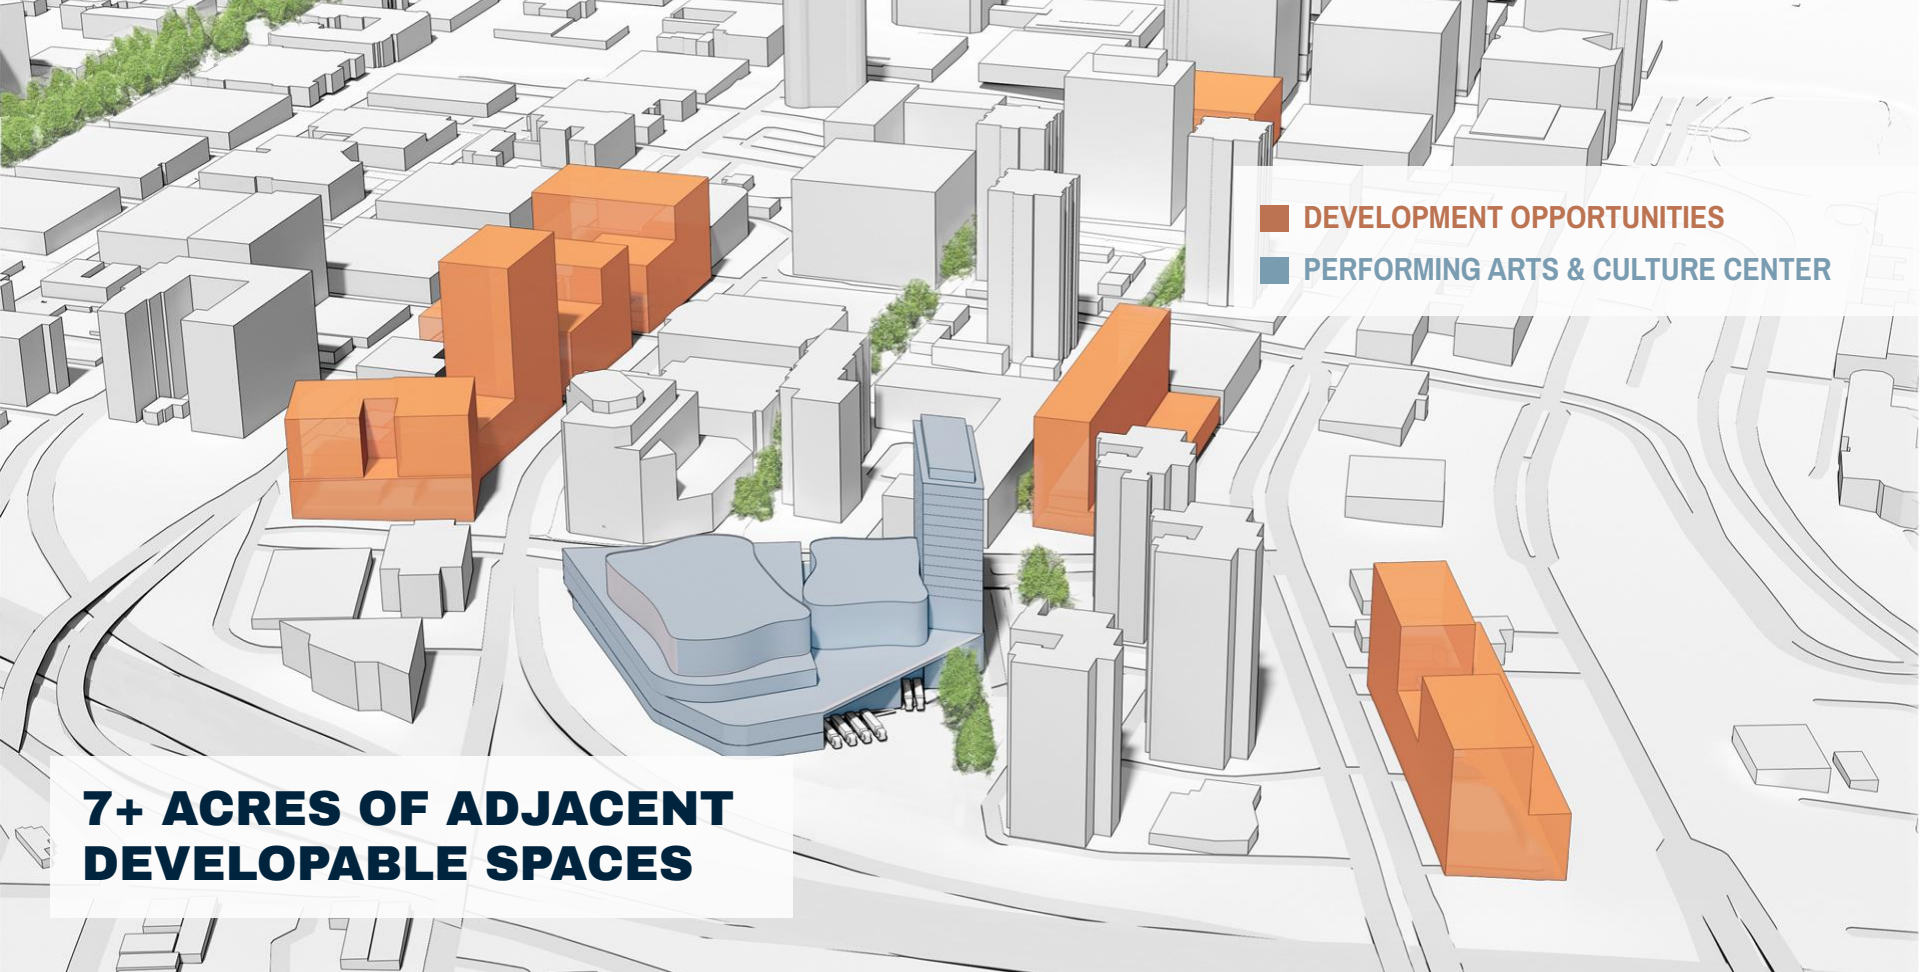 DEVELOPMENT OPPORTUNITIES
PERFORMING ARTS & CULTURE CENTER
7+ ACRES OF ADJACENT
DEVELOPABLE SPACES